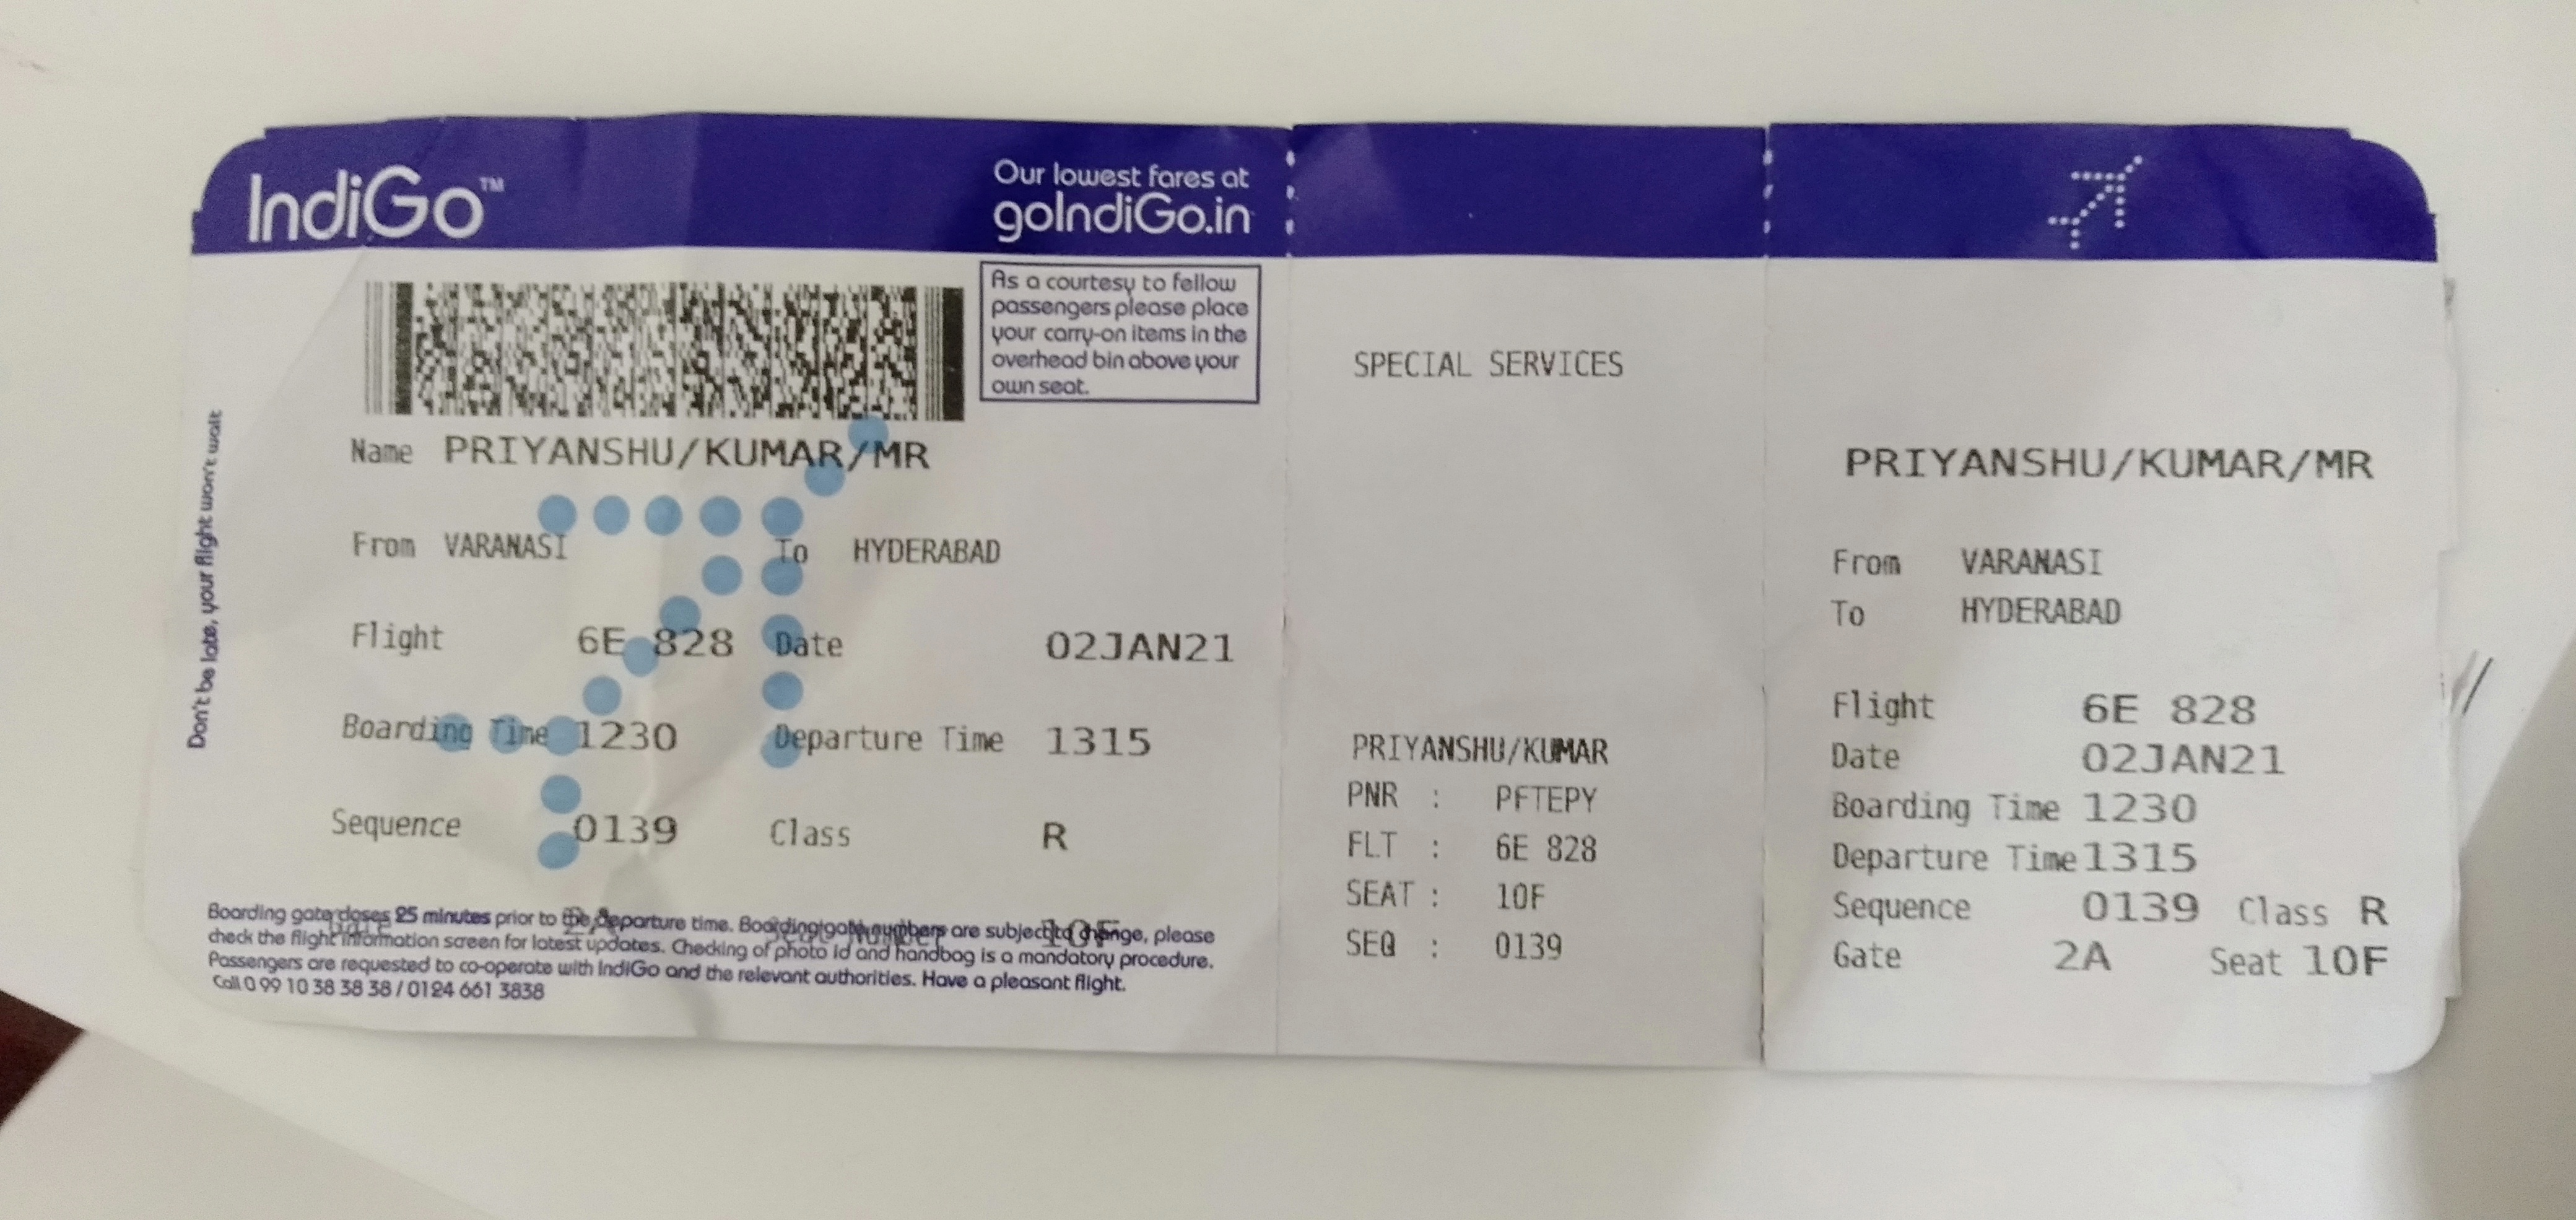 IndiGo™
Our lowest fares at
goIndiGo.in
As a courtesy to fellow
passengers please place
your carry-on items in the
overhead bin above your
own seat.
Don't be late, your flight won't wait
Name PRIYANSHU/KUMAR/MR
From VARANASI To HYDERABAD
Flight 6E 828 Date 02JAN21
Boarding Time 1230 Departure Time 1315
Sequence 0139 Class R
Gate 2A Seat Number 10F
Boarding gate closes 25 minutes prior to the departure time. Boarding gate numbers are subject to change, please
check the flight information screen for latest updates. Checking of photo id and handbag is a mandatory procedure.
Passengers are requested to co-operate with IndiGo and the relevant authorities. Have a pleasant flight.
Call 0 99 10 38 38 38 / 0124 661 3838
SPECIAL SERVICES
PRIYANSHU/KUMAR
PNR : PFTEPY
FLT : 6E 828
SEAT : 10F
SEQ : 0139
PRIYANSHU/KUMAR/MR
From VARANASI
To HYDERABAD
Flight 6E 828
Date 02JAN21
Boarding Time 1230
Departure Time 1315
Sequence 0139 Class R
Gate 2A Seat 10F